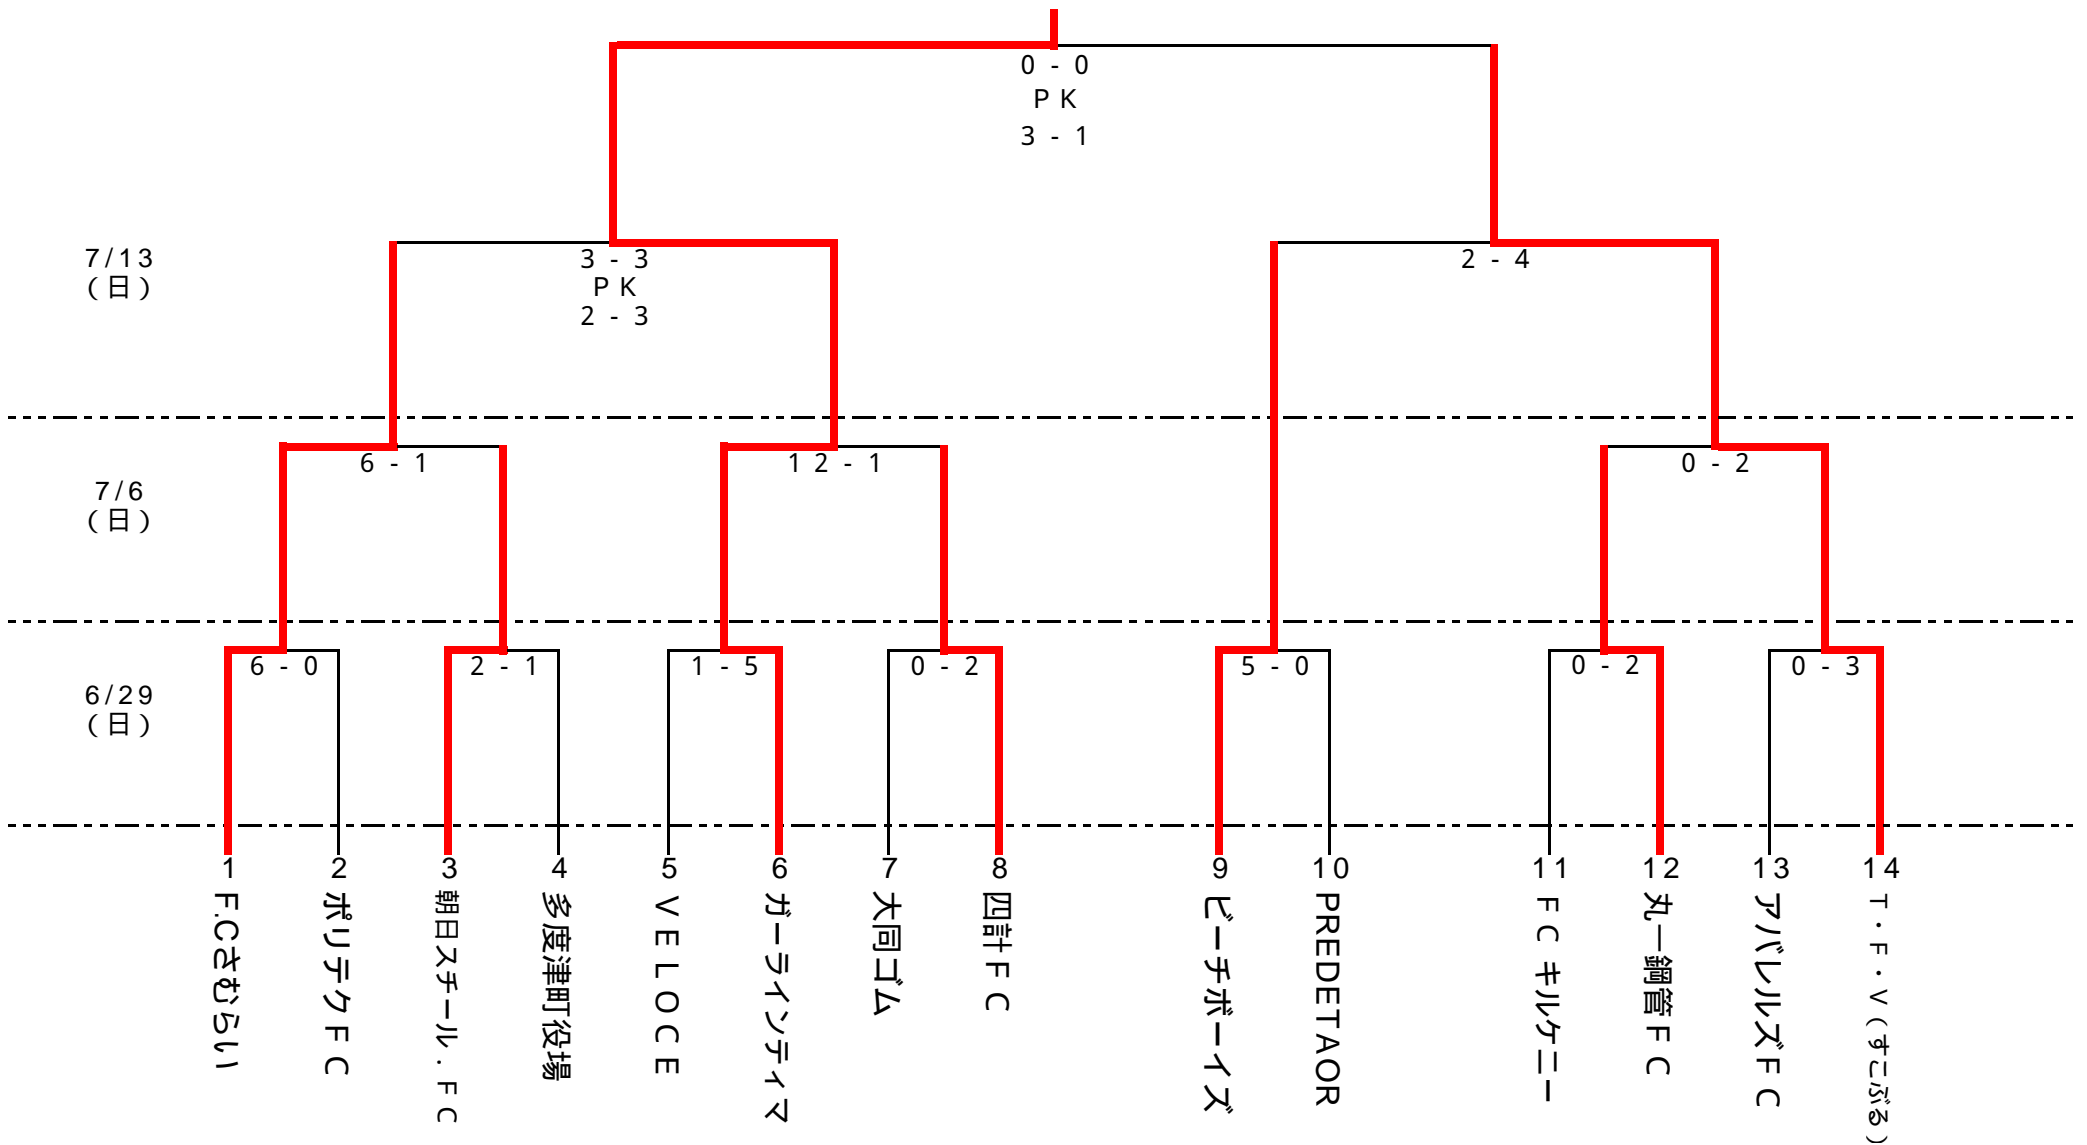 0 - 0
P K
3 - 1
7/13
(日)
3 - 3
P K
2 - 3
2 - 4
7/6
(日)
6 - 1
12 - 1
0 - 2
6/29
(日)
6 - 0
2 - 1
1 - 5
0 - 2
5 - 0
0 - 2
0 - 3
1
2
3
4
5
6
7
8
9
10
11
12
13
14
F.Cさむらい
ポリテクFC
朝日スチール.FC
多度津町役場
VELOCE
ガーラインティマ
大同ゴム
四計FC
ビーチボーイズ
PREDETAOR
FC キルケニー
丸一鋼管FC
アバレルズFC
T・F・V(すこぶる)